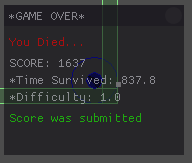 *GAME OVER*
You Died...
SCORE: 1637
*Time Survived: 837.8
*Difficulty: 1.0
Score was submitted